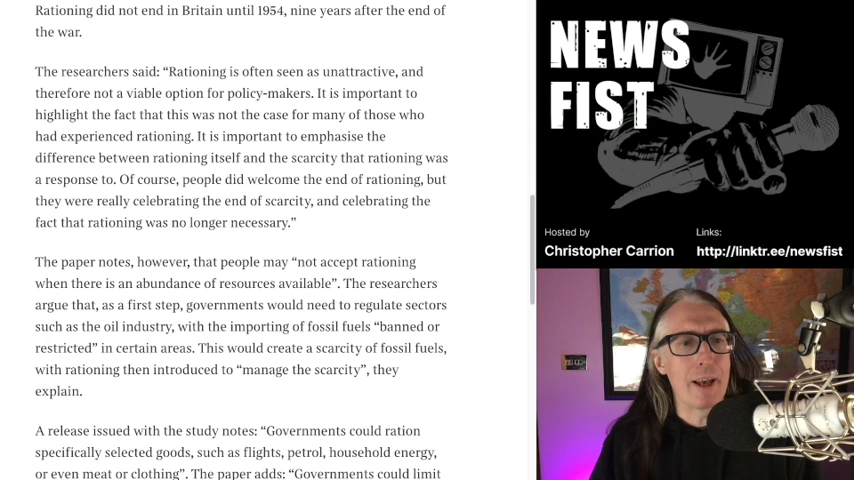 Rationing did not end in Britain until 1954, nine years after the end of
the war.
The researchers said: “Rationing is often seen as unattractive, and
therefore not a viable option for policy-makers. It is important to
highlight the fact that this was not the case for many of those who
had experienced rationing. It is important to emphasise the
difference between rationing itself and the scarcity that rationing was
a response to. Of course, people did welcome the end of rationing, but
they were really celebrating the end of scarcity, and celebrating the
fact that rationing was no longer necessary.”
The paper notes, however, that people may “not accept rationing
when there is an abundance of resources available”. The researchers
argue that, as a first step, governments would need to regulate sectors
such as the oil industry, with the importing of fossil fuels “banned or
restricted” in certain areas. This would create a scarcity of fossil fuels,
with rationing then introduced to “manage the scarcity”, they
explain.
A release issued with the study notes: “Governments could ration
specifically selected goods, such as flights, petrol, household energy,
or even meat or clothing”. The paper adds: “Governments could limit
NEWS
FIST
Hosted by
Christopher Carrion
Links:
http://linktr.ee/newsfist